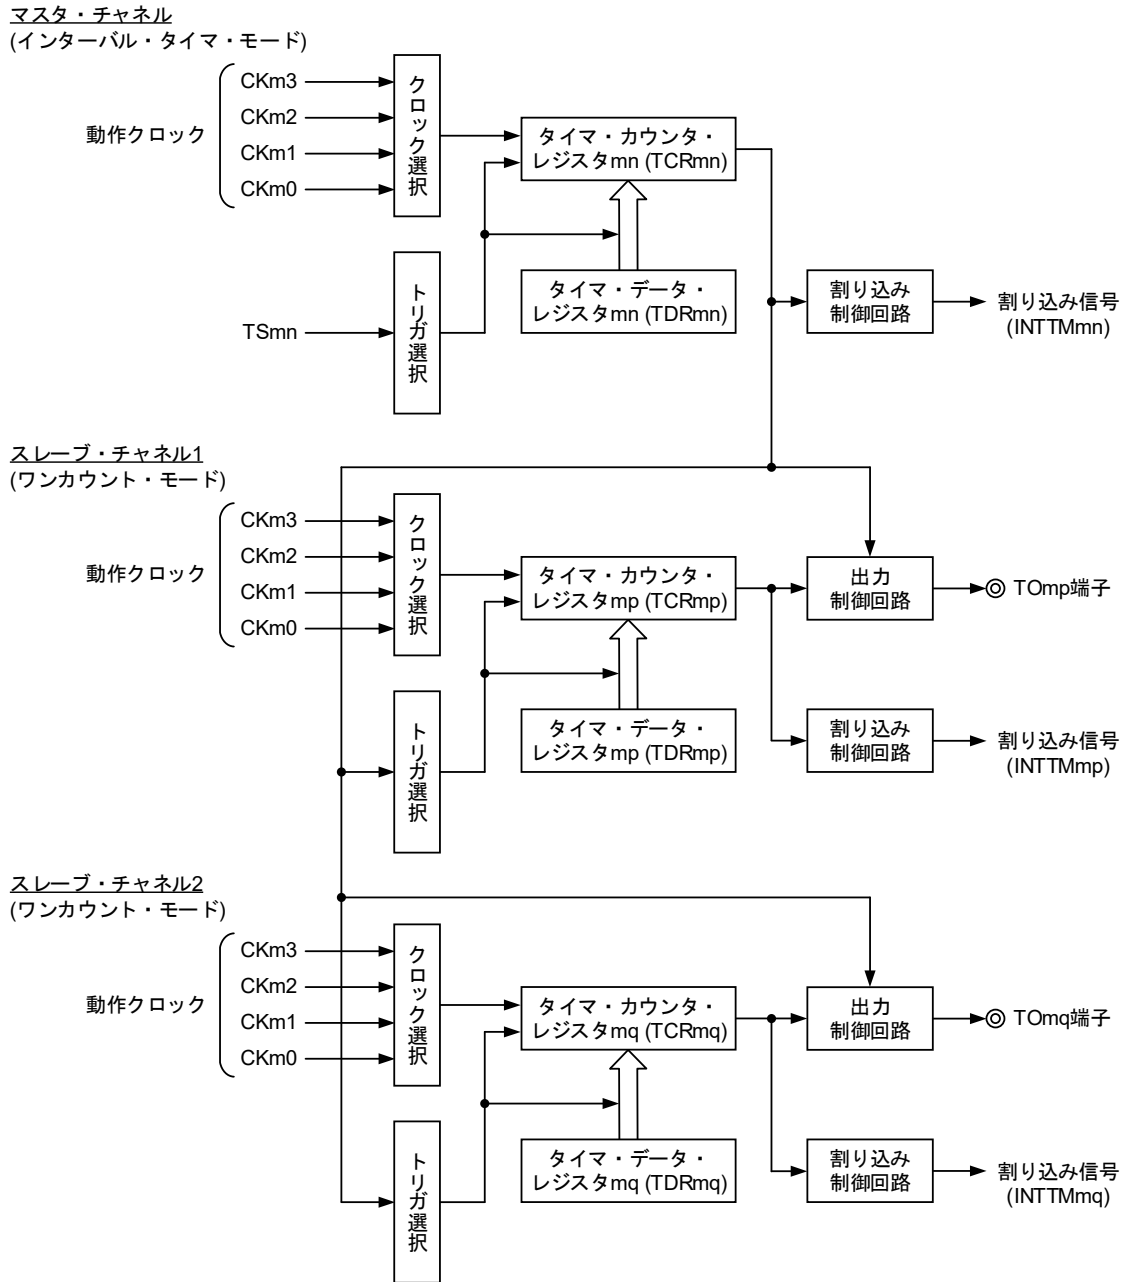 マスタ・チャネル
(インターバル・タイマ・モード)
動作クロック
CKm3
CKm2
CKm1
CKm0
クロック選択
タイマ・カウンタ・
レジスタmn (TCRmn)
TSmn
トリガ選択
タイマ・データ・
レジスタmn (TDRmn)
割り込み
制御回路
割り込み信号
(INTTMmn)
スレーブ・チャネル1
(ワンカウント・モード)
動作クロック
CKm3
CKm2
CKm1
CKm0
クロック選択
タイマ・カウンタ・
レジスタmp (TCRmp)
出力
制御回路
TOmp端子
トリガ選択
タイマ・データ・
レジスタmp (TDRmp)
割り込み
制御回路
割り込み信号
(INTTMmp)
スレーブ・チャネル2
(ワンカウント・モード)
動作クロック
CKm3
CKm2
CKm1
CKm0
クロック選択
タイマ・カウンタ・
レジスタmq (TCRmq)
出力
制御回路
TOmq端子
トリガ選択
タイマ・データ・
レジスタmq (TDRmq)
割り込み
制御回路
割り込み信号
(INTTMmq)